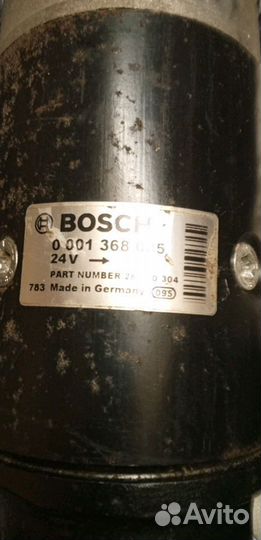 BOSCH
0 001 368
24V
PART NUMBER 304
783 Made in Germany 095
Avito